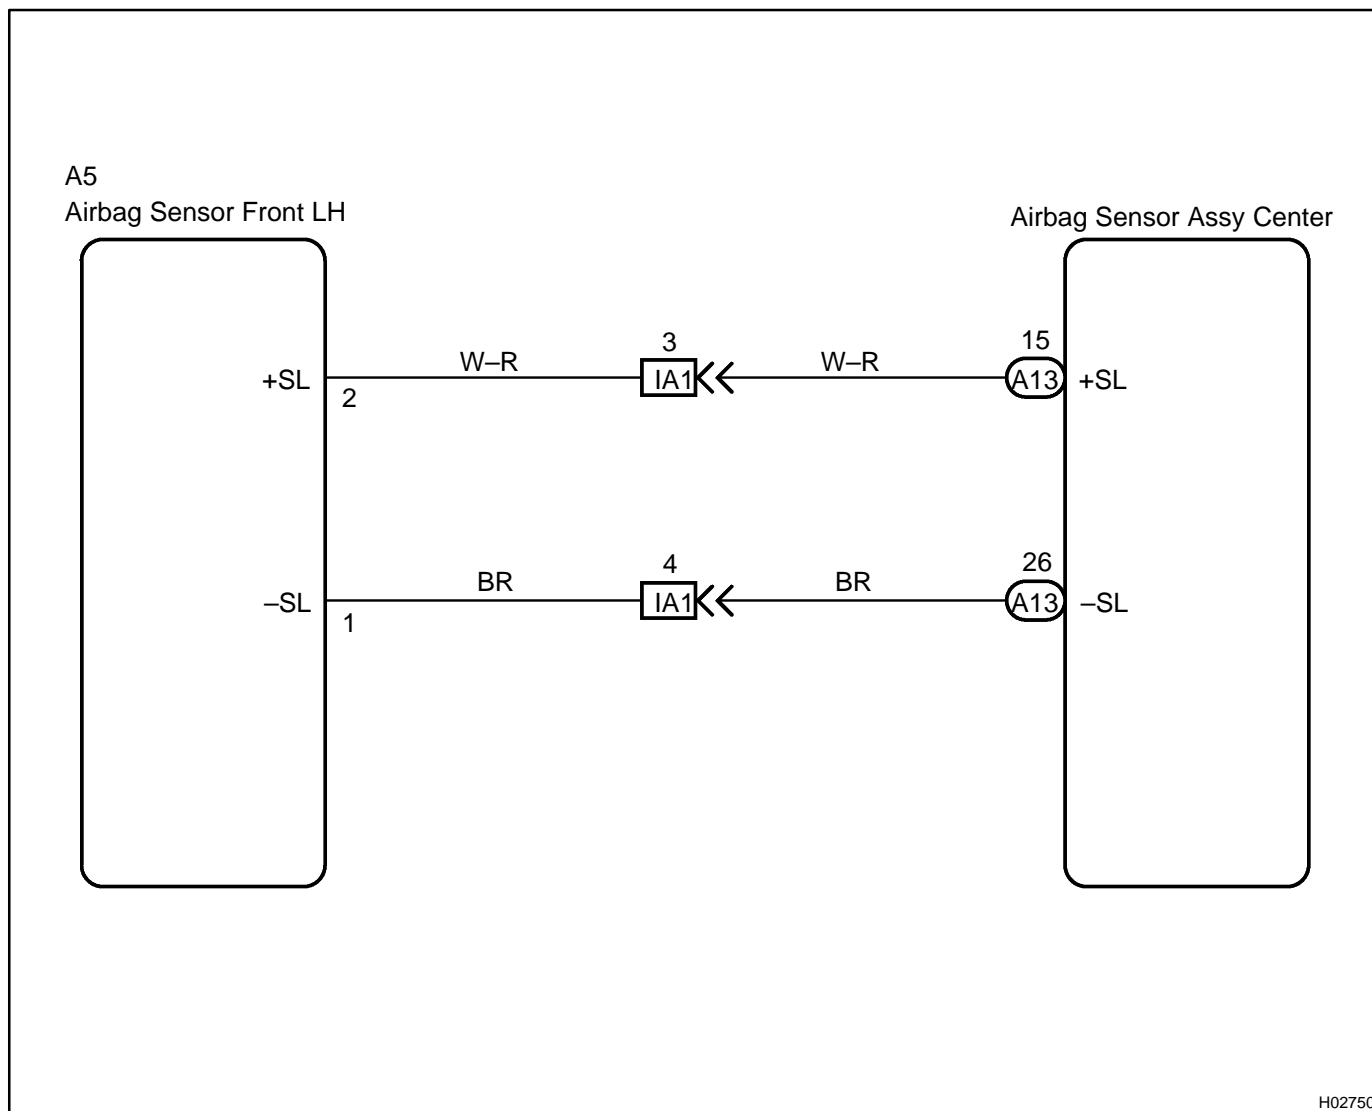 A5
Airbag Sensor Front LH
Airbag Sensor Assy Center
3
15
W–R
W–R
+SL
IA1
A13
+SL
2
4
26
BR
BR
–SL
IA1
A13
–SL
1
H02750